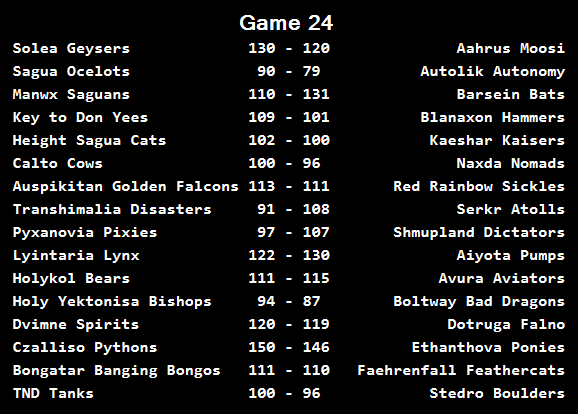 Game 24
Solea Geysers 130 - 120 Aahrus Moosi
Sagua Ocelots 90 - 79 Autolik Autonomy
Manwx Saguans 110 - 131 Barsein Bats
Key to Don Yees 109 - 101 Blanaxon Hammers
Height Sagua Cats 102 - 100 Kaeshar Kaisers
Calto Cows 100 - 96 Naxda Nomads
Auspikitan Golden Falcons 113 - 111 Red Rainbow Sickles
Transhimalia Disasters 91 - 108 Serkr Atolls
Pyxanovia Pixies 97 - 107 Shmupland Dictators
Lyintaria Lynx 122 - 130 Aiyota Pumps
Holykol Bears 111 - 115 Avura Aviators
Holy Yektonisa Bishops 94 - 87 Boltway Bad Dragons
Dvimne Spirits 120 - 119 Dotruga Falno
Czalliso Pythons 150 - 146 Ethanthova Ponies
Bongatar Banging Bongos 111 - 110 Faehrenfall Feathercats
TND Tanks 100 - 96 Stedro Boulders